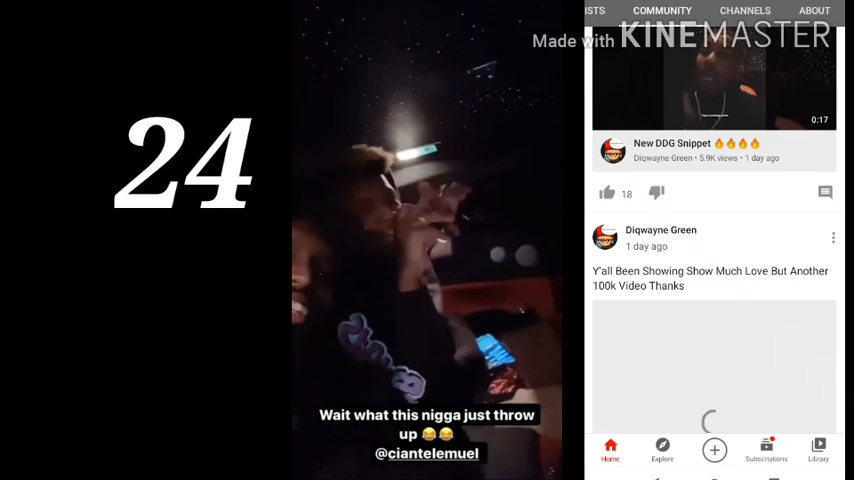 24
Wait what this nigga just throw
up 😂😂
@ciantelemuel
COMMUNITY
CHANNELS
ABOUT
Made with KINEMASTER
0:17
New DDG Snippet 🔥🔥🔥🔥
Diqwayne Green • 5.9K views • 1 day ago
18
Diqwayne Green
1 day ago
Y'all Been Showing Show Much Love But Another
100k Video Thanks
Home
Explore
Subscriptions
Library